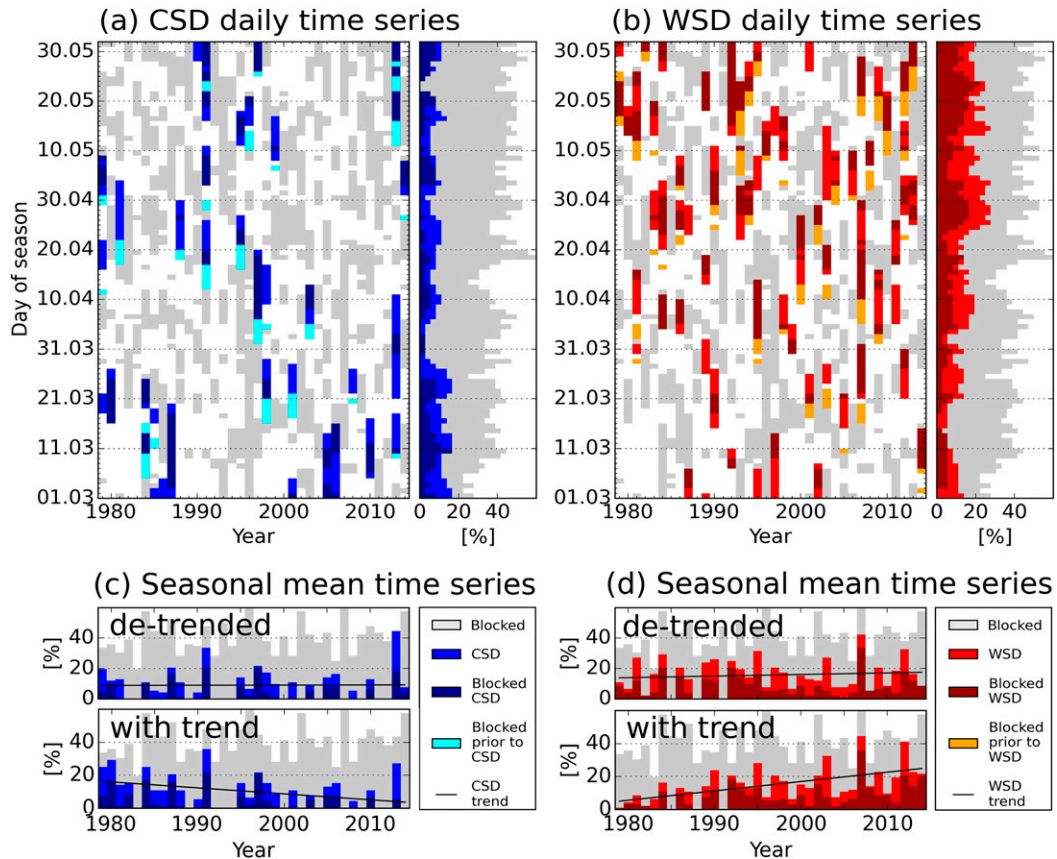 (a) CSD daily time series
(b) WSD daily time series
Day of season
30.05
20.05
10.05
30.04
20.04
10.04
31.03
21.03
11.03
01.03
1980 1990 2000 2010
Year
0 20 40
[%]
30.05
20.05
10.05
30.04
20.04
10.04
31.03
21.03
11.03
01.03
1980 1990 2000 2010
Year
0 20 40
[%]
(c) Seasonal mean time series
[%]
40
20
0
de-trended
[%]
40
20
0
with trend
1980 1990 2000 2010
Year
Blocked
CSD
Blocked
CSD
Blocked
prior to
CSD
CSD
trend
(d) Seasonal mean time series
[%]
40
20
0
de-trended
[%]
40
20
0
with trend
1980 1990 2000 2010
Year
Blocked
WSD
Blocked
WSD
Blocked
prior to
WSD
WSD
trend